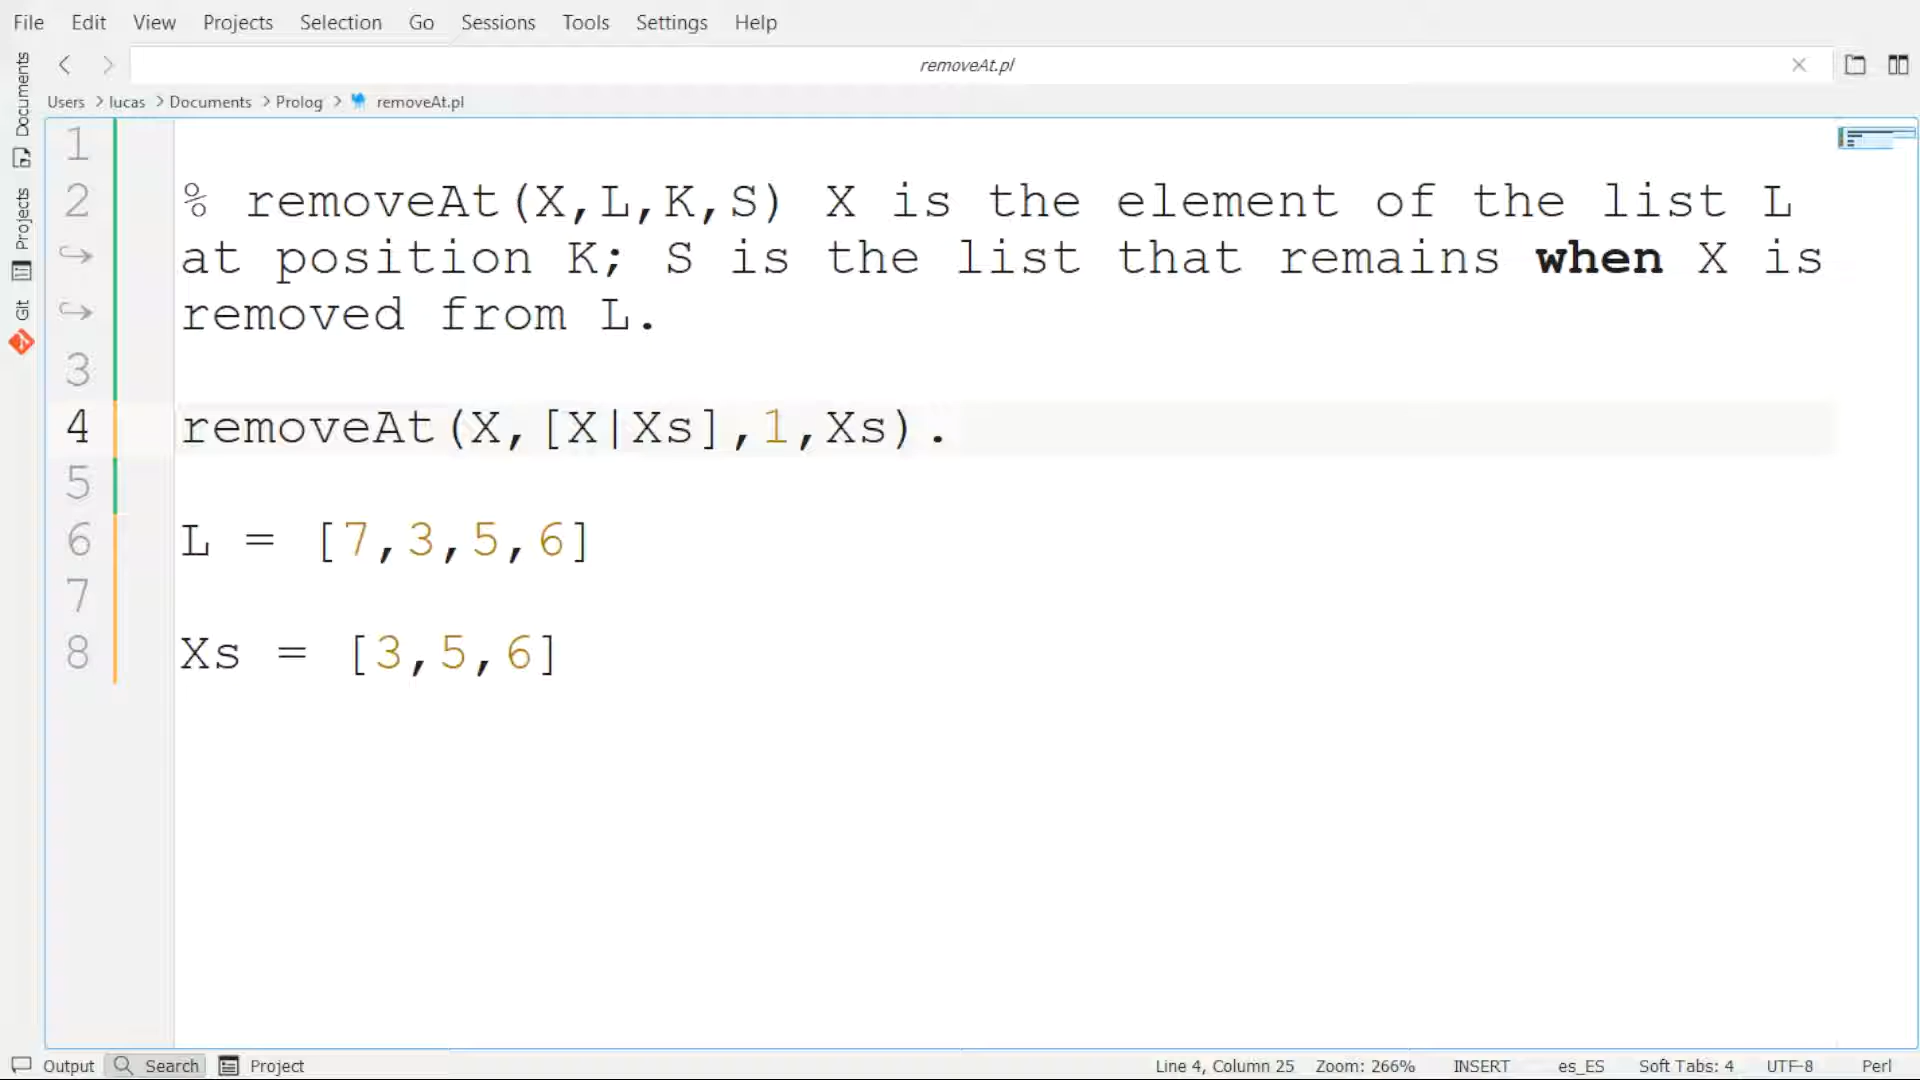 File Edit View Projects Selection Go Sessions Tools Settings Help
removeAt.pl
Users > lucas > Documents > Prolog > removeAt.pl
Documents
Projects
Git
1
2 % removeAt(X,L,K,S) X is the element of the list L
at position K; S is the list that remains when X is
removed from L.
3
4 removeAt(X,[X|Xs],1,Xs).
5
6 L = [7,3,5,6]
7
8 Xs = [3,5,6]
Output Search Project Line 4, Column 25 Zoom: 266% INSERT es_ES Soft Tabs: 4 UTF-8 Perl